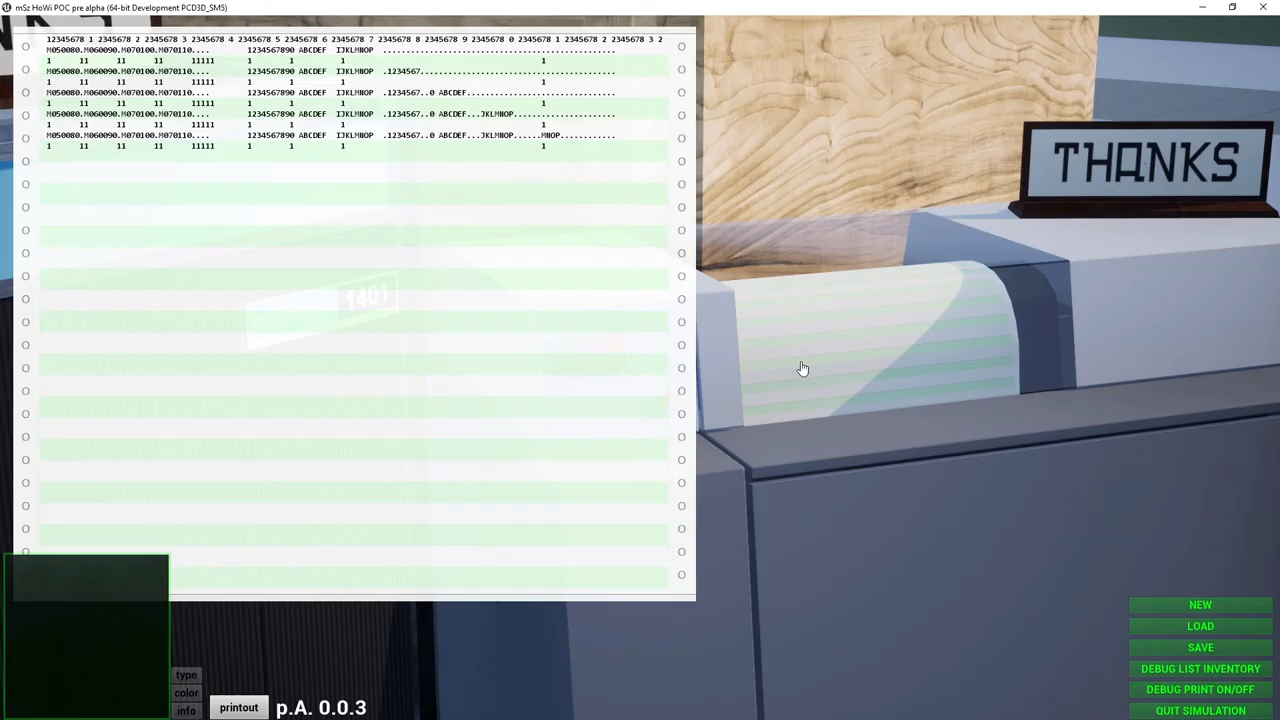 mSz HoWi POC pre alpha (64-bit Development PCD3D_SM5)
12345678 1 2345678 2 2345678 3 2345678 4 2345678 5 2345678 6 2345678 7 2345678 8 2345678 9 2345678 0 2345678 1 2345678 2 2345678 3 2
M050080.M060090.M070100.M070110.... 1234567890 ABCDEF IJKLMNOP .......................................................
1 11 11 11 11111 1 1 1 1
M050080.M060090.M070100.M070110.... 1234567890 ABCDEF IJKLMNOP .1234567..............................................
1 11 11 11 11111 1 1 1 1
M050080.M060090.M070100.M070110.... 1234567890 ABCDEF IJKLMNOP .1234567..0 ABCDEF...................................
1 11 11 11 11111 1 1 1 1
M050080.M060090.M070100.M070110.... 1234567890 ABCDEF IJKLMNOP .1234567..0 ABCDEF...JKLMNOP........................
1 11 11 11 11111 1 1 1 1
M050080.M060090.M070100.M070110.... 1234567890 ABCDEF IJKLMNOP .1234567..0 ABCDEF...JKLMNOP......MNOP.............
1 11 11 11 11111 1 1 1 1
THANKS
1401
NEW
LOAD
SAVE
DEBUG LIST INVENTORY
DEBUG PRINT ON/OFF
QUIT SIMULATION
type
color
info
printout
p.A. 0.0.3